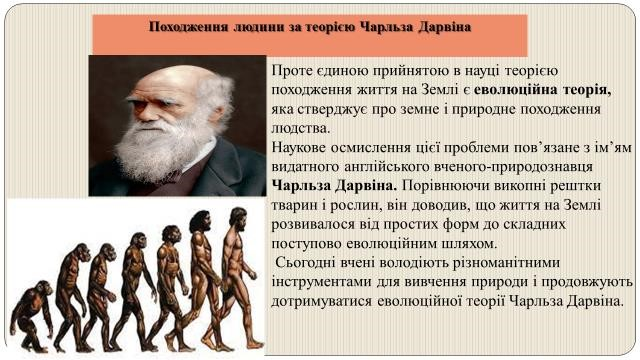 Походження людини за теорією Чарльза Дарвіна
Проте єдиною прийнятою в науці теорією
походження життя на Землі є еволюційна теорія,
яка стверджує про земне і природне походження
людства.
Наукове осмислення цієї проблеми пов’язане з ім’ям
видатного англійського вченого-природознавця
Чарльза Дарвіна. Порівнюючи викопні рештки
тварин і рослин, він доводив, що життя на Землі
розвивалося від простих форм до складних
поступово еволюційним шляхом.
Сьогодні вчені володіють різноманітними
інструментами для вивчення природи і продовжують
дотримуватися еволюційної теорії Чарльза Дарвіна.